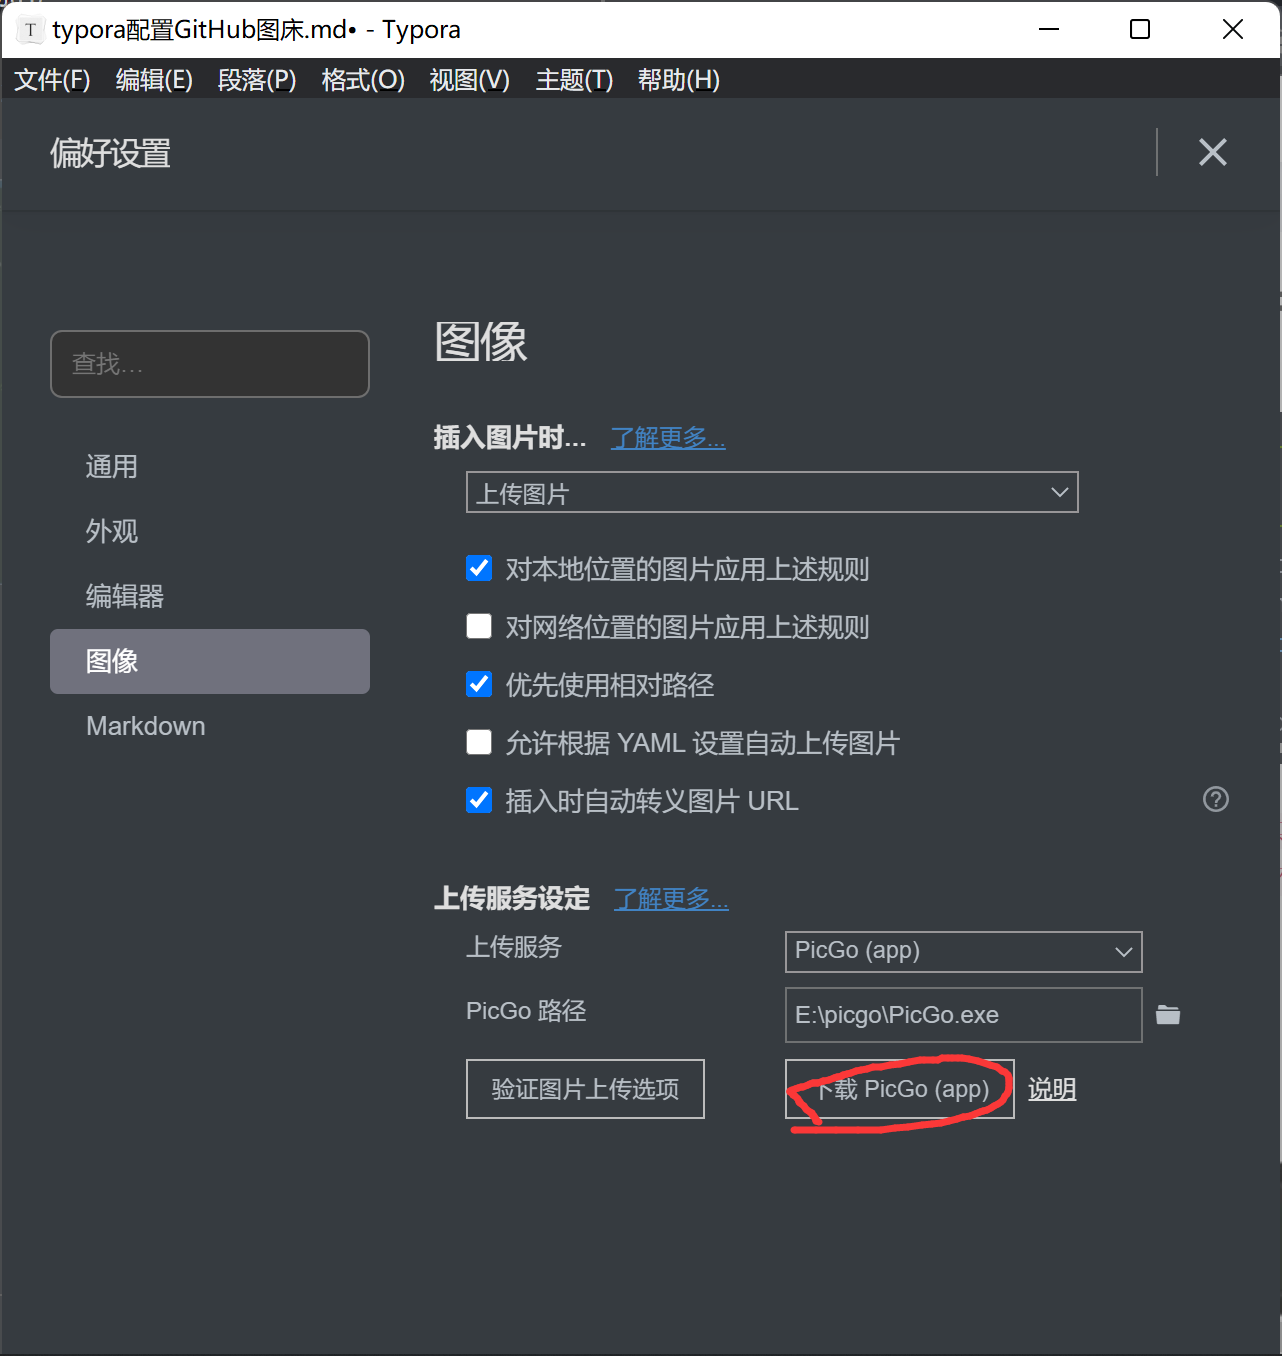 typora配置GitHub图床.md• - Typora
文件(F) 编辑(E) 段落(P) 格式(O) 视图(V) 主题(T) 帮助(H)
偏好设置
查找...
通用
外观
编辑器
图像
Markdown
图像
插入图片时... 了解更多...
上传图片
对本地位置的图片应用上述规则
对网络位置的图片应用上述规则
优先使用相对路径
允许根据 YAML 设置自动上传图片
插入时自动转义图片 URL
上传服务设定 了解更多...
上传服务 PicGo (app)
PicGo 路径 E:\picgo\PicGo.exe
验证图片上传选项 下载 PicGo (app) 说明